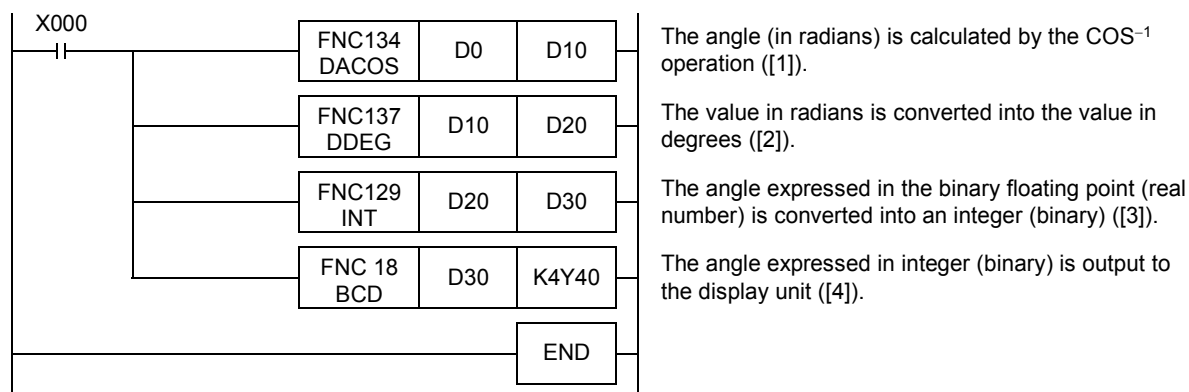 X000
FNC134
DACOS
D0
D10
The angle (in radians) is calculated by the COS−1
operation ([1]).
FNC137
DDEG
D10
D20
The value in radians is converted into the value in
degrees ([2]).
FNC129
INT
D20
D30
The angle expressed in the binary floating point (real
number) is converted into an integer (binary) ([3]).
FNC 18
BCD
D30
K4Y40
The angle expressed in integer (binary) is output to
the display unit ([4]).
END